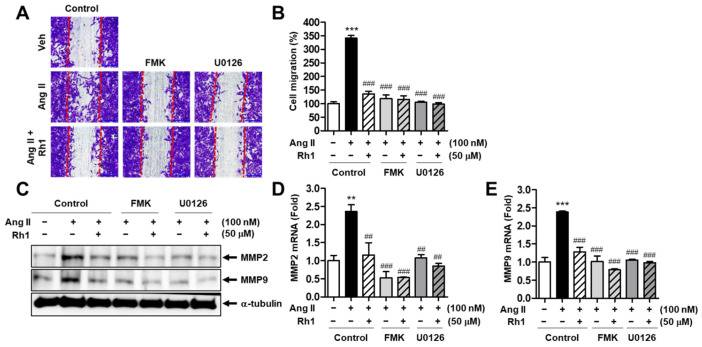 A
Control
Veh
FMK
U0126
Ang II
Ang II +
Rh1
B
Cell migration (%)
400
350
300
250
200
150
100
50
0
***
###
###
###
###
###
Ang II − + + + + + + (100 nM)
Rh1 − − + − + − + (50 μM)
Control
FMK
U0126
C
Control
FMK
U0126
Ang II − + + + + + + (100 nM)
Rh1 − − + − + − + (50 μM)
MMP2
MMP9
α-tubulin
D
MMP2 mRNA (Fold)
3.0
2.5
2.0
1.5
1.0
0.5
0.0
**
##
###
###
##
##
Ang II − + + + + + + (100 nM)
Rh1 − − + − + − + (50 μM)
Control
FMK
U0126
E
MMP9 mRNA (Fold)
3.0
2.5
2.0
1.5
1.0
0.5
0.0
***
###
###
###
###
###
Ang II − + + + + + + (100 nM)
Rh1 − − + − + − + (50 μM)
Control
FMK
U0126